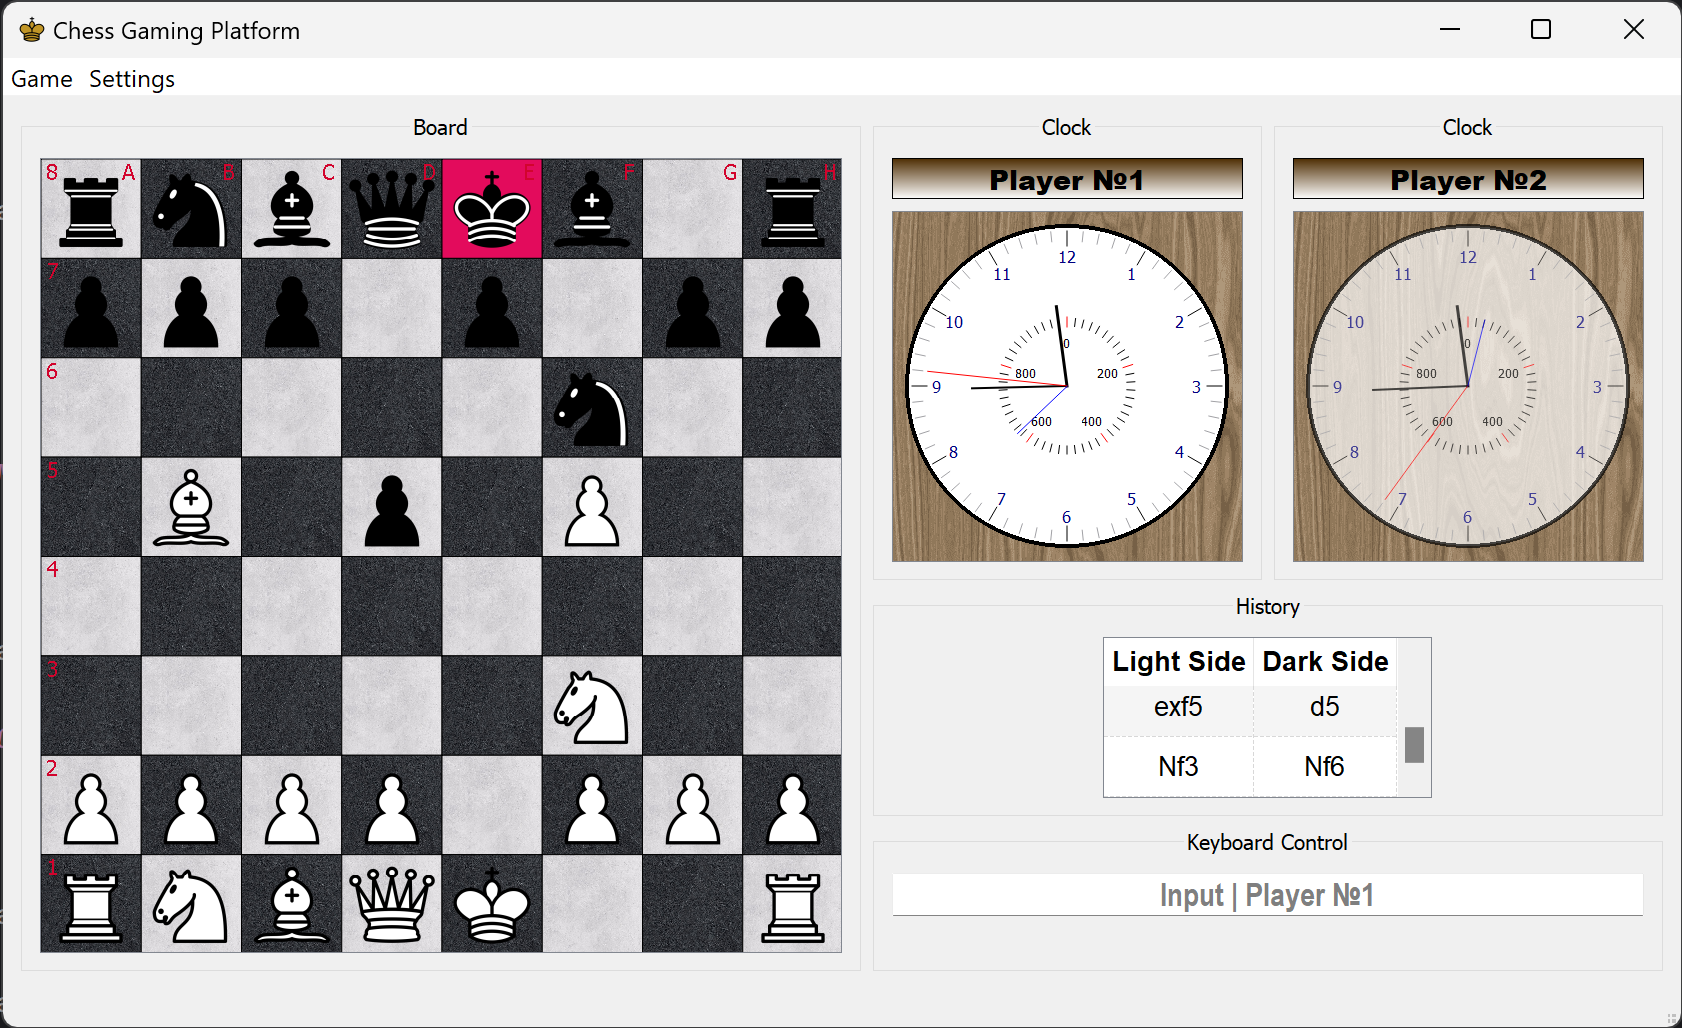 Chess Gaming Platform
Game Settings
Board
8 A B C D E F G H
7
6
5
4
3
2
1
Clock
Player №1
12
1
2
3
4
5
6
7
8
9
10
11
0
200
400
600
800
Clock
Player №2
12
1
2
3
4
5
6
7
8
9
10
11
0
200
400
600
800
History
Light Side Dark Side
exf5 d5
Nf3 Nf6
Keyboard Control
Input | Player №1